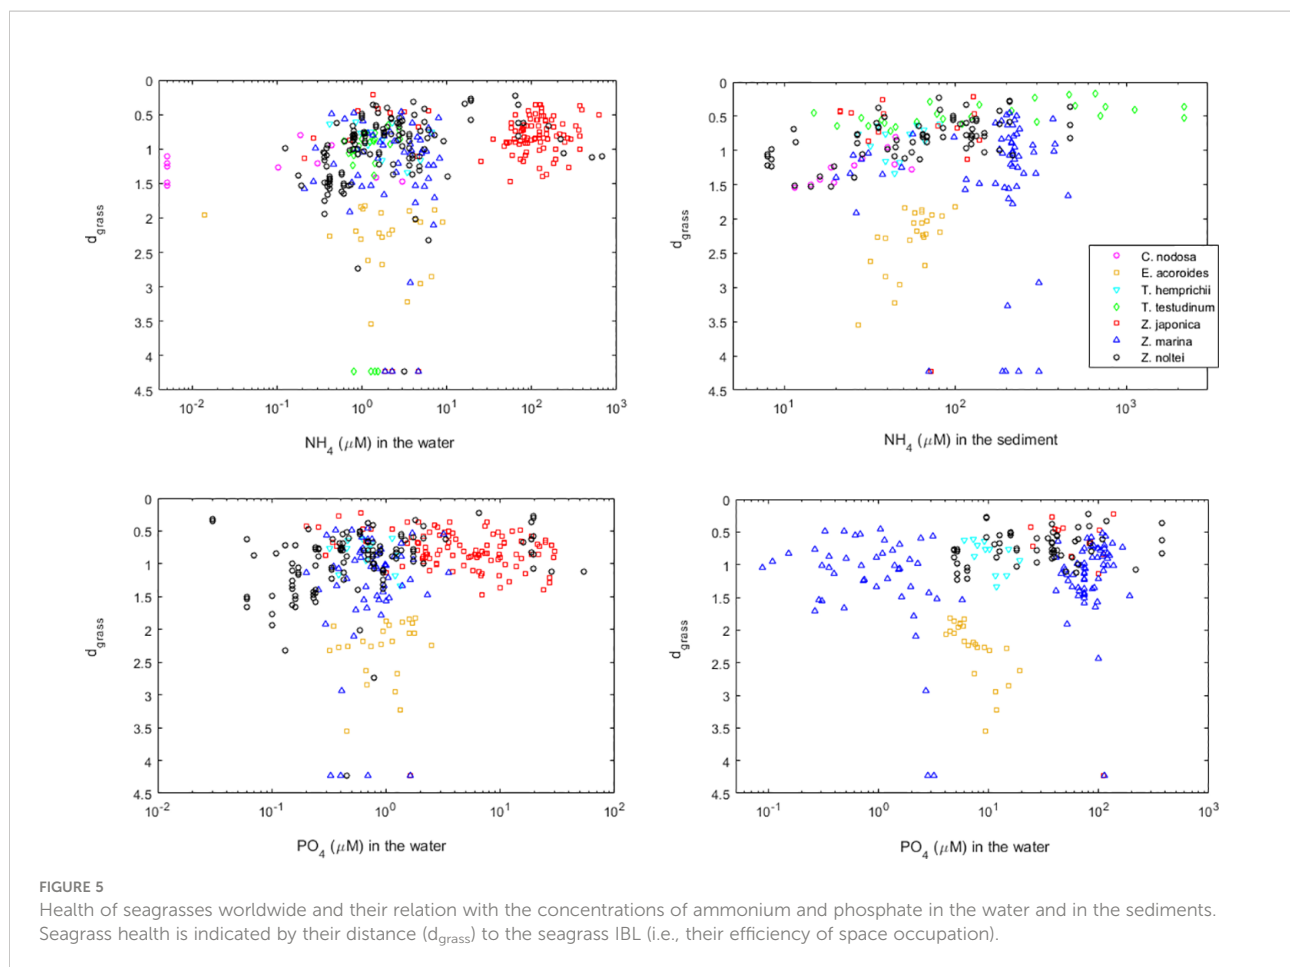 0
0.5
1
1.5
2
2.5
3
3.5
4
4.5
d_grass
10^-2 10^-1 10^0 10^1 10^2 10^3
NH_4 (μM) in the water
0
0.5
1
1.5
2
2.5
3
3.5
4
4.5
d_grass
C. nodosa
E. acoroides
T. hemprichii
T. testudinum
Z. japonica
Z. marina
Z. noltei
10^1 10^2 10^3
NH_4 (μM) in the sediment
0
0.5
1
1.5
2
2.5
3
3.5
4
4.5
d_grass
10^-2 10^-1 10^0 10^1 10^2
PO_4 (μM) in the water
0
0.5
1
1.5
2
2.5
3
3.5
4
4.5
d_grass
10^-1 10^0 10^1 10^2 10^3
PO_4 (μM) in the water
FIGURE 5
Health of seagrasses worldwide and their relation with the concentrations of ammonium and phosphate in the water and in the sediments.
Seagrass health is indicated by their distance (d_grass) to the seagrass IBL (i.e., their efficiency of space occupation).